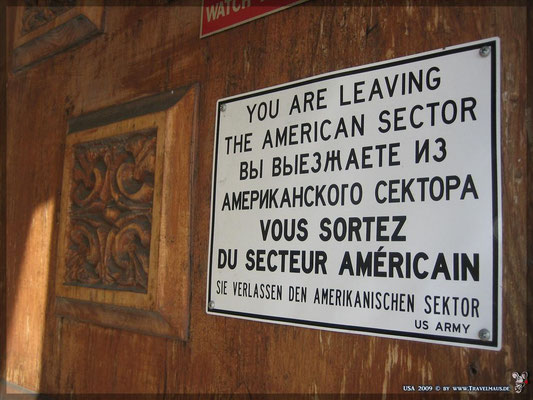 WATCH
YOU ARE LEAVING
THE AMERICAN SECTOR
ВЫ ВЫЕЗЖАЕТЕ ИЗ
АМЕРИКАНСКОГО СЕКТОРА
VOUS SORTEZ
DU SECTEUR AMÉRICAIN
SIE VERLASSEN DEN AMERIKANISCHEN SEKTOR
US ARMY
USA 2009 © BY WWW.TRAVELMAUS.DE